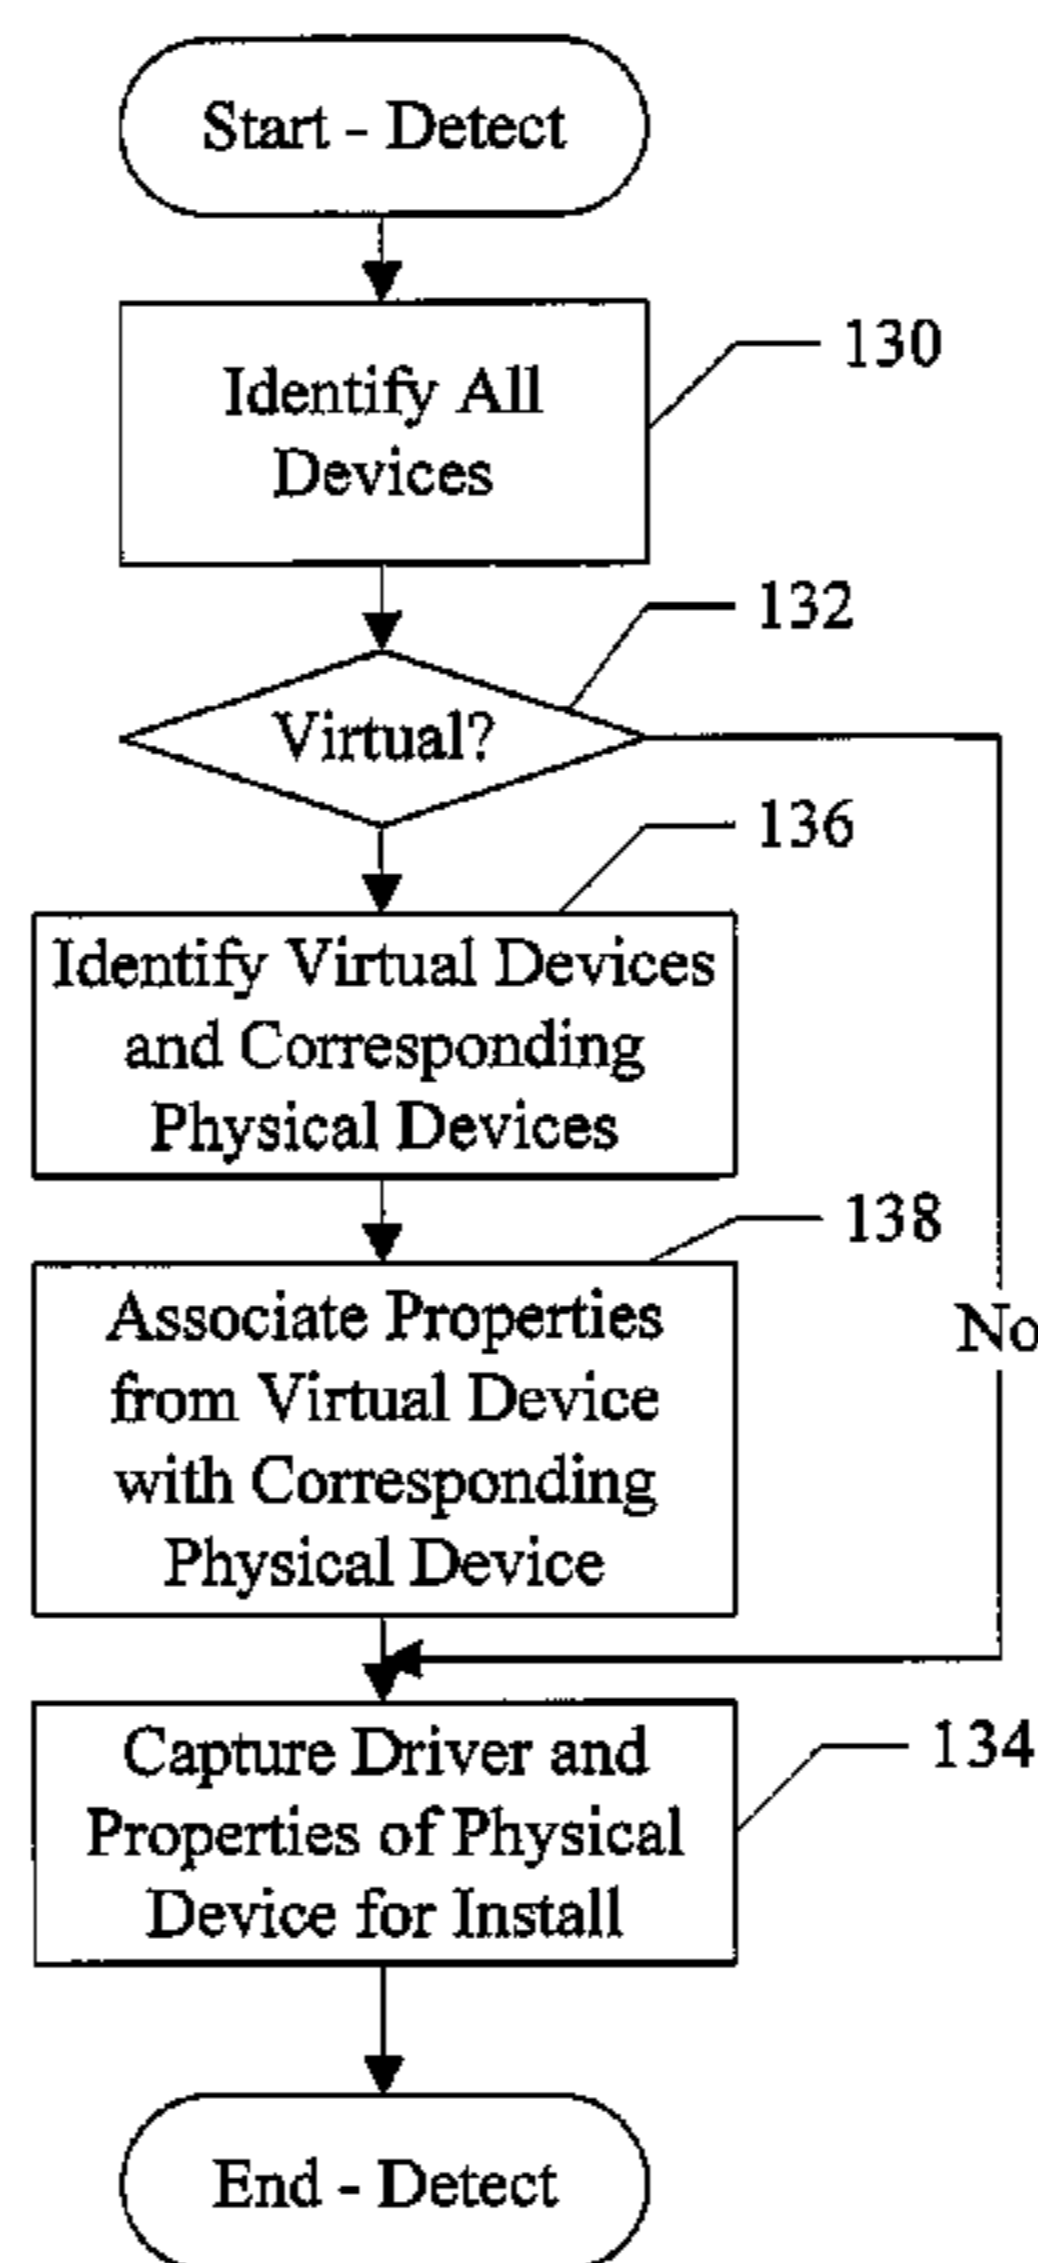 Start - Detect
130
Identify All
Devices
132
Virtual?
136
Identify Virtual Devices
and Corresponding
Physical Devices
138
Associate Properties
from Virtual Device
with Corresponding
Physical Device
No
134
Capture Driver and
Properties of Physical
Device for Install
End - Detect